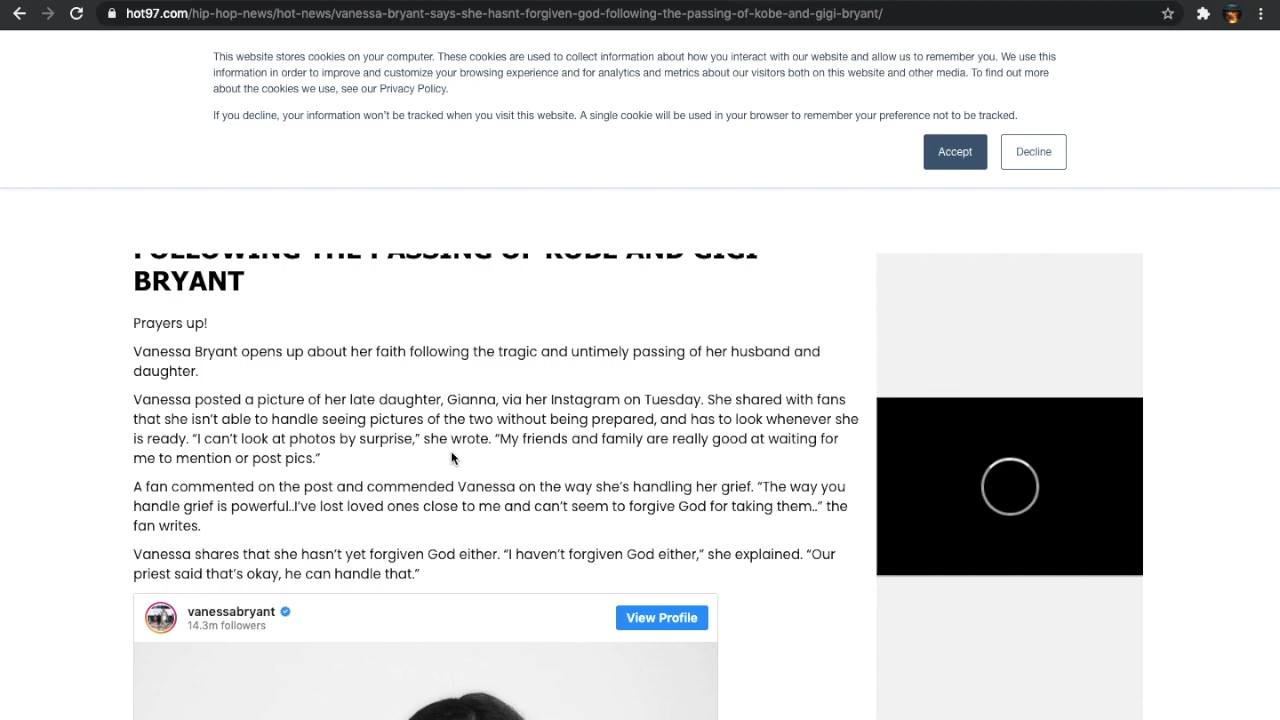 hot97.com/hip-hop-news/hot-news/vanessa-bryant-says-she-hasnt-forgiven-god-following-the-passing-of-kobe-and-gigi-bryant/
This website stores cookies on your computer. These cookies are used to collect information about how you interact with our website and allow us to remember you. We use this
information in order to improve and customize your browsing experience and for analytics and metrics about our visitors both on this website and other media. To find out more
about the cookies we use, see our Privacy Policy.
If you decline, your information won't be tracked when you visit this website. A single cookie will be used in your browser to remember your preference not to be tracked.
Accept
Decline
FOLLOWING THE PASSING OF KOBE AND GIGI
BRYANT
Prayers up!
Vanessa Bryant opens up about her faith following the tragic and untimely passing of her husband and
daughter.
Vanessa posted a picture of her late daughter, Gianna, via her Instagram on Tuesday. She shared with fans
that she isn't able to handle seeing pictures of the two without being prepared, and has to look whenever she
is ready. “I can't look at photos by surprise,” she wrote. “My friends and family are really good at waiting for
me to mention or post pics.”
A fan commented on the post and commended Vanessa on the way she's handling her grief. “The way you
handle grief is powerful..I've lost loved ones close to me and can't seem to forgive God for taking them..” the
fan writes.
Vanessa shares that she hasn't yet forgiven God either. “I haven't forgiven God either,” she explained. “Our
priest said that's okay, he can handle that.”
vanessabryant
14.3m followers
View Profile